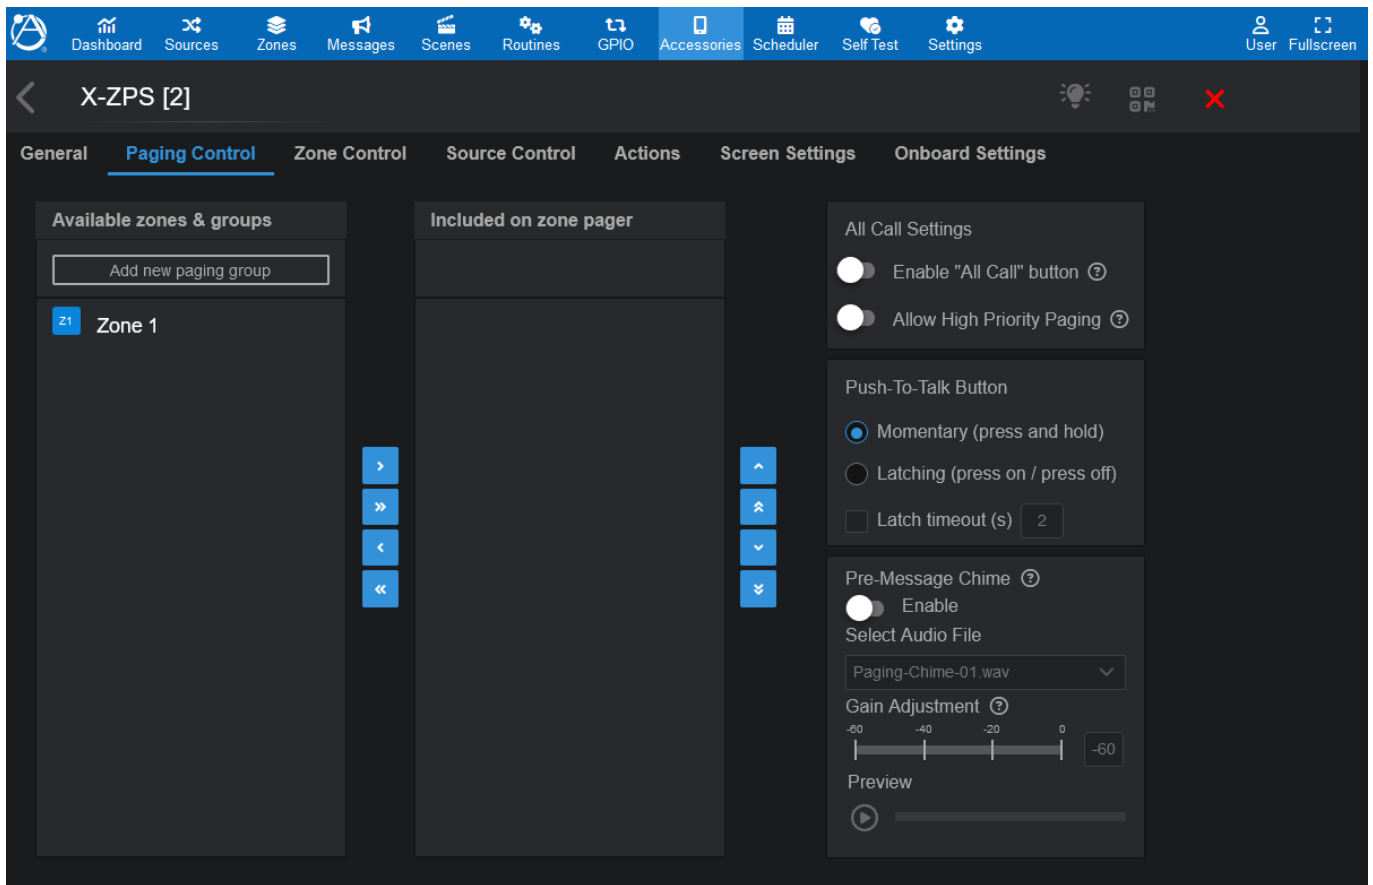 Dashboard Sources Zones Messages Scenes Routines GPIO Accessories Scheduler Self Test Settings User Fullscreen
X-ZPS [2]
General Paging Control Zone Control Source Control Actions Screen Settings Onboard Settings
Available zones & groups
Add new paging group
Z1 Zone 1
Included on zone pager
All Call Settings
Enable "All Call" button ?
Allow High Priority Paging ?
Push-To-Talk Button
Momentary (press and hold)
Latching (press on / press off)
Latch timeout (s) 2
Pre-Message Chime ?
Enable
Select Audio File
Paging-Chime-01.wav
Gain Adjustment ?
-60 -40 -20 0
-60
Preview